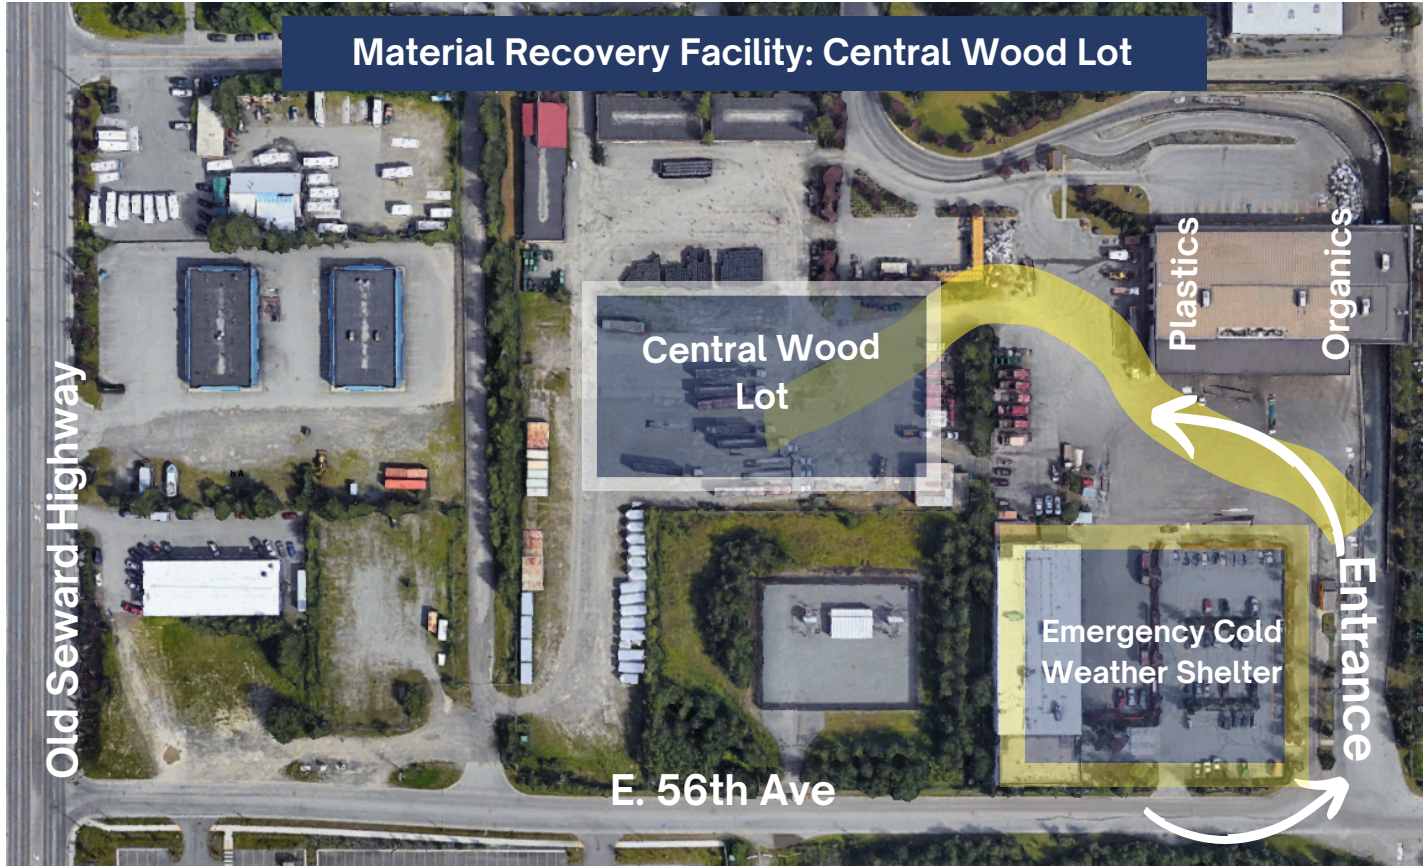 Material Recovery Facility: Central Wood Lot
Plastics
Organics
Central Wood
Lot
Old Seward Highway
Emergency Cold
Weather Shelter
Entrance
E. 56th Ave